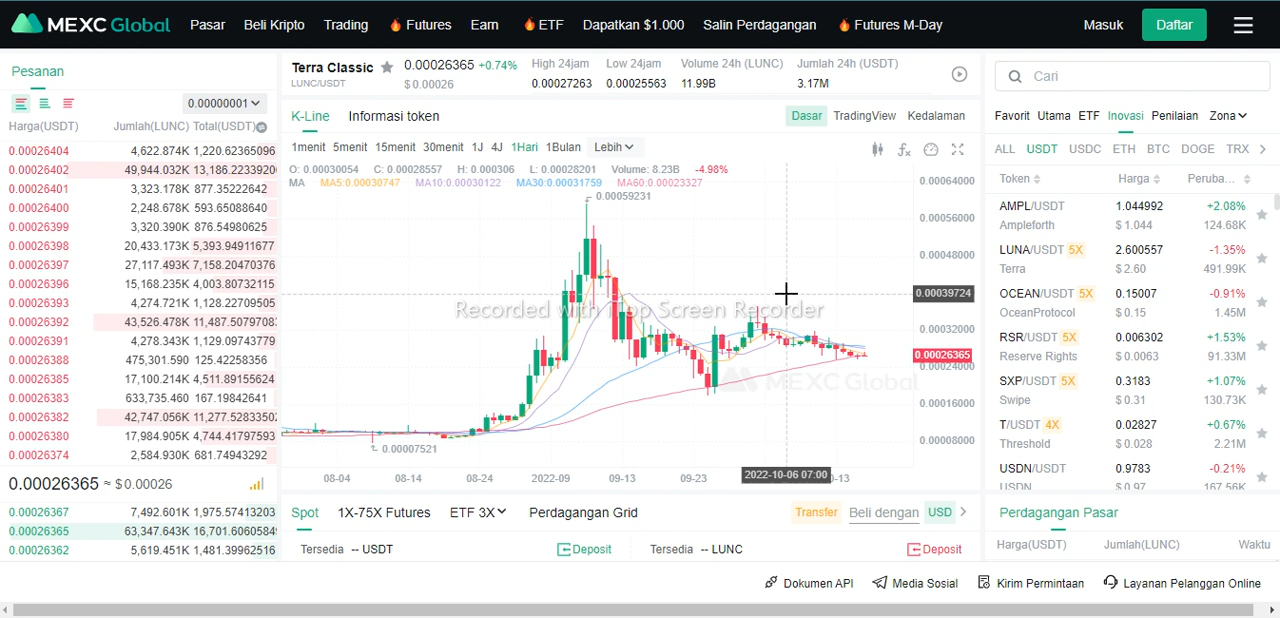 MEXC Global Pasar Beli Kripto Trading Futures Earn ETF Dapatkan $1.000 Salin Perdagangan Futures M-Day Masuk Daftar
Pesanan
0.00000001
Harga(USDT) Jumlah(LUNC) Total(USDT)
0.00026404 4,622.874K 1,220.62365096
0.00026402 49,944.032K 13,186.2233920
0.00026401 3,323.178K 877.35222642
0.00026400 2,248.678K 593.65088640
0.00026399 3,320.390K 876.54980625
0.00026398 20,433.173K 5,393.94911677
0.00026397 27,117.493K 7,158.20470376
0.00026396 15,168.235K 4,003.80732115
0.00026393 4,274.721K 1,128.22709505
0.00026392 43,526.478K 11,487.5079708
0.00026391 4,278.343K 1,129.09743779
0.00026388 475,301.590 125.42258356
0.00026385 17,100.214K 4,511.89155624
0.00026383 633,735.460 167.19842641
0.00026382 42,747.056K 11,277.5283350
0.00026380 17,984.905K 4,744.41797593
0.00026374 2,584.930K 681.74943292
0.00026365 ≈ $0.00026
0.00026367 7,492.601K 1,975.57413203
0.00026365 63,347.643K 16,701.6060584
0.00026362 5,619.451K 1,481.39962516
Terra Classic 0.00026365 +0.74% High 24jam Low 24jam Volume 24h (LUNC) Jumlah 24h (USDT)
LUNC/USDT $ 0.00026 0.00027263 0.00025563 11.99B 3.17M
K-Line Informasi token Dasar TradingView Kedalaman
1menit 5menit 15menit 30menit 1J 4J 1Hari 1Bulan Lebih
O: 0.00030054 C: 0.00028557 H: 0.000306 L: 0.00028201 Volume: 8.23B -4.98%
MA MA5:0.00030747 MA10:0.00030122 MA30:0.00031759 MA60:0.00023327
0.00059231
0.00064000
0.00056000
0.00048000
0.00039724
0.00032000
0.00026365
0.00024000
0.00016000
0.00008000
Recorded with iTop Screen Recorder
MEXC Global
0.00007521
08-04 08-14 08-24 2022-09 09-13 09-23 2022-10-06 07:00 0-13
Spot 1X-75X Futures ETF 3X Perdagangan Grid Transfer Beli dengan USD
Tersedia -- USDT Deposit Tersedia -- LUNC Deposit
Cari
Favorit Utama ETF Inovasi Penilaian Zona
ALL USDT USDC ETH BTC DOGE TRX
Token Harga Peruba...
AMPL/USDT 1.044992 +2.08%
Ampleforth $ 1.044 124.68K
LUNA/USDT 5X 2.600557 -1.35%
Terra $ 2.60 491.99K
OCEAN/USDT 5X 0.15007 -0.91%
OceanProtocol $ 0.15 1.45M
RSR/USDT 5X 0.006302 +1.53%
Reserve Rights $ 0.0063 91.33M
SXP/USDT 5X 0.3183 +1.07%
Swipe $ 0.31 130.73K
T/USDT 4X 0.02827 +0.67%
Threshold $ 0.028 2.21M
USDN/USDT 0.9783 -0.21%
USDN $ 0.97 167.56K
Perdagangan Pasar
Harga(USDT) Jumlah(LUNC) Waktu
Dokumen API Media Sosial Kirim Permintaan Layanan Pelanggan Online